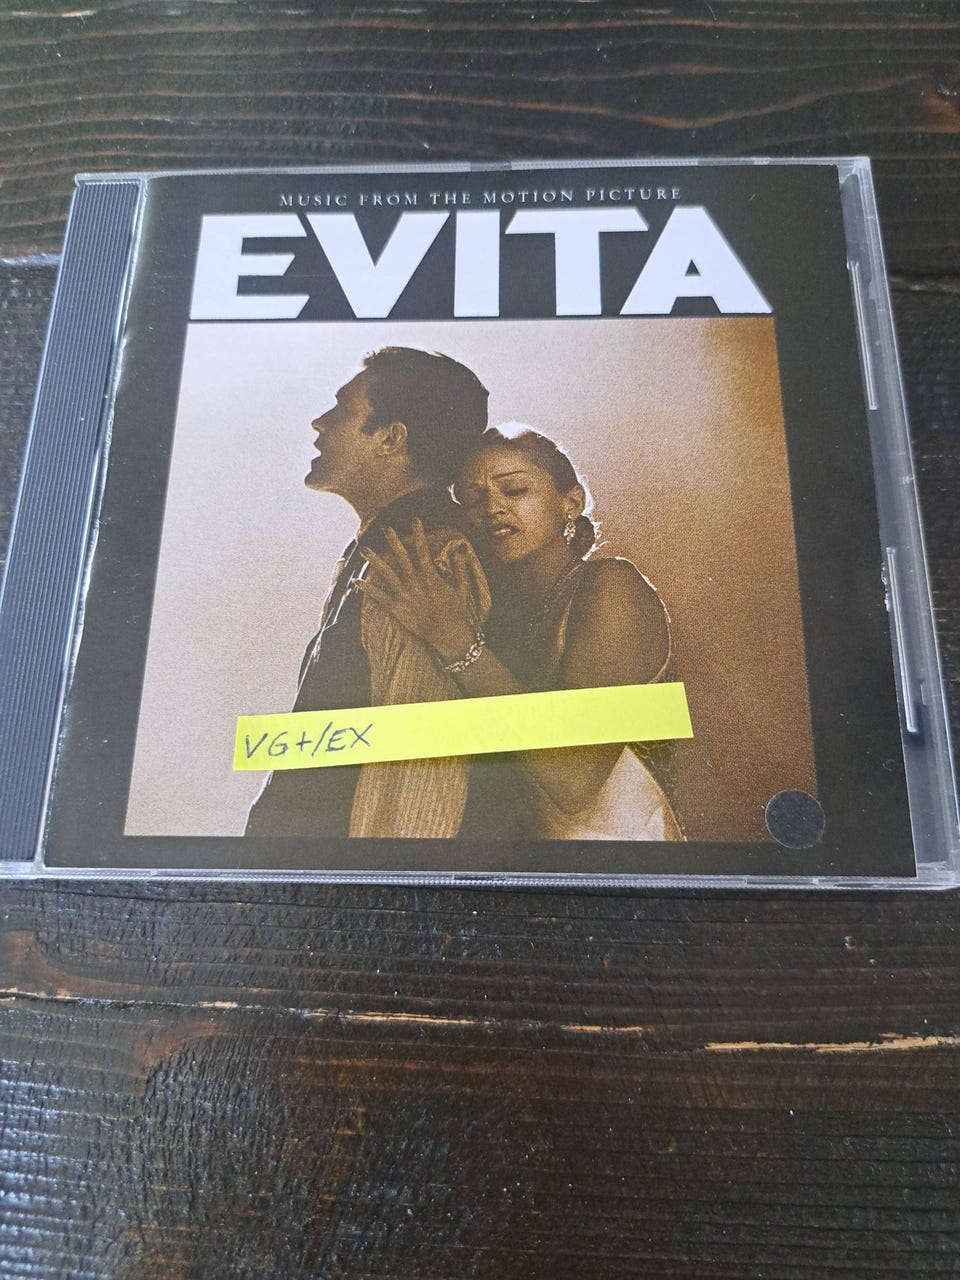 MUSIC FROM THE MOTION PICTURE
EVITA
VG+/EX